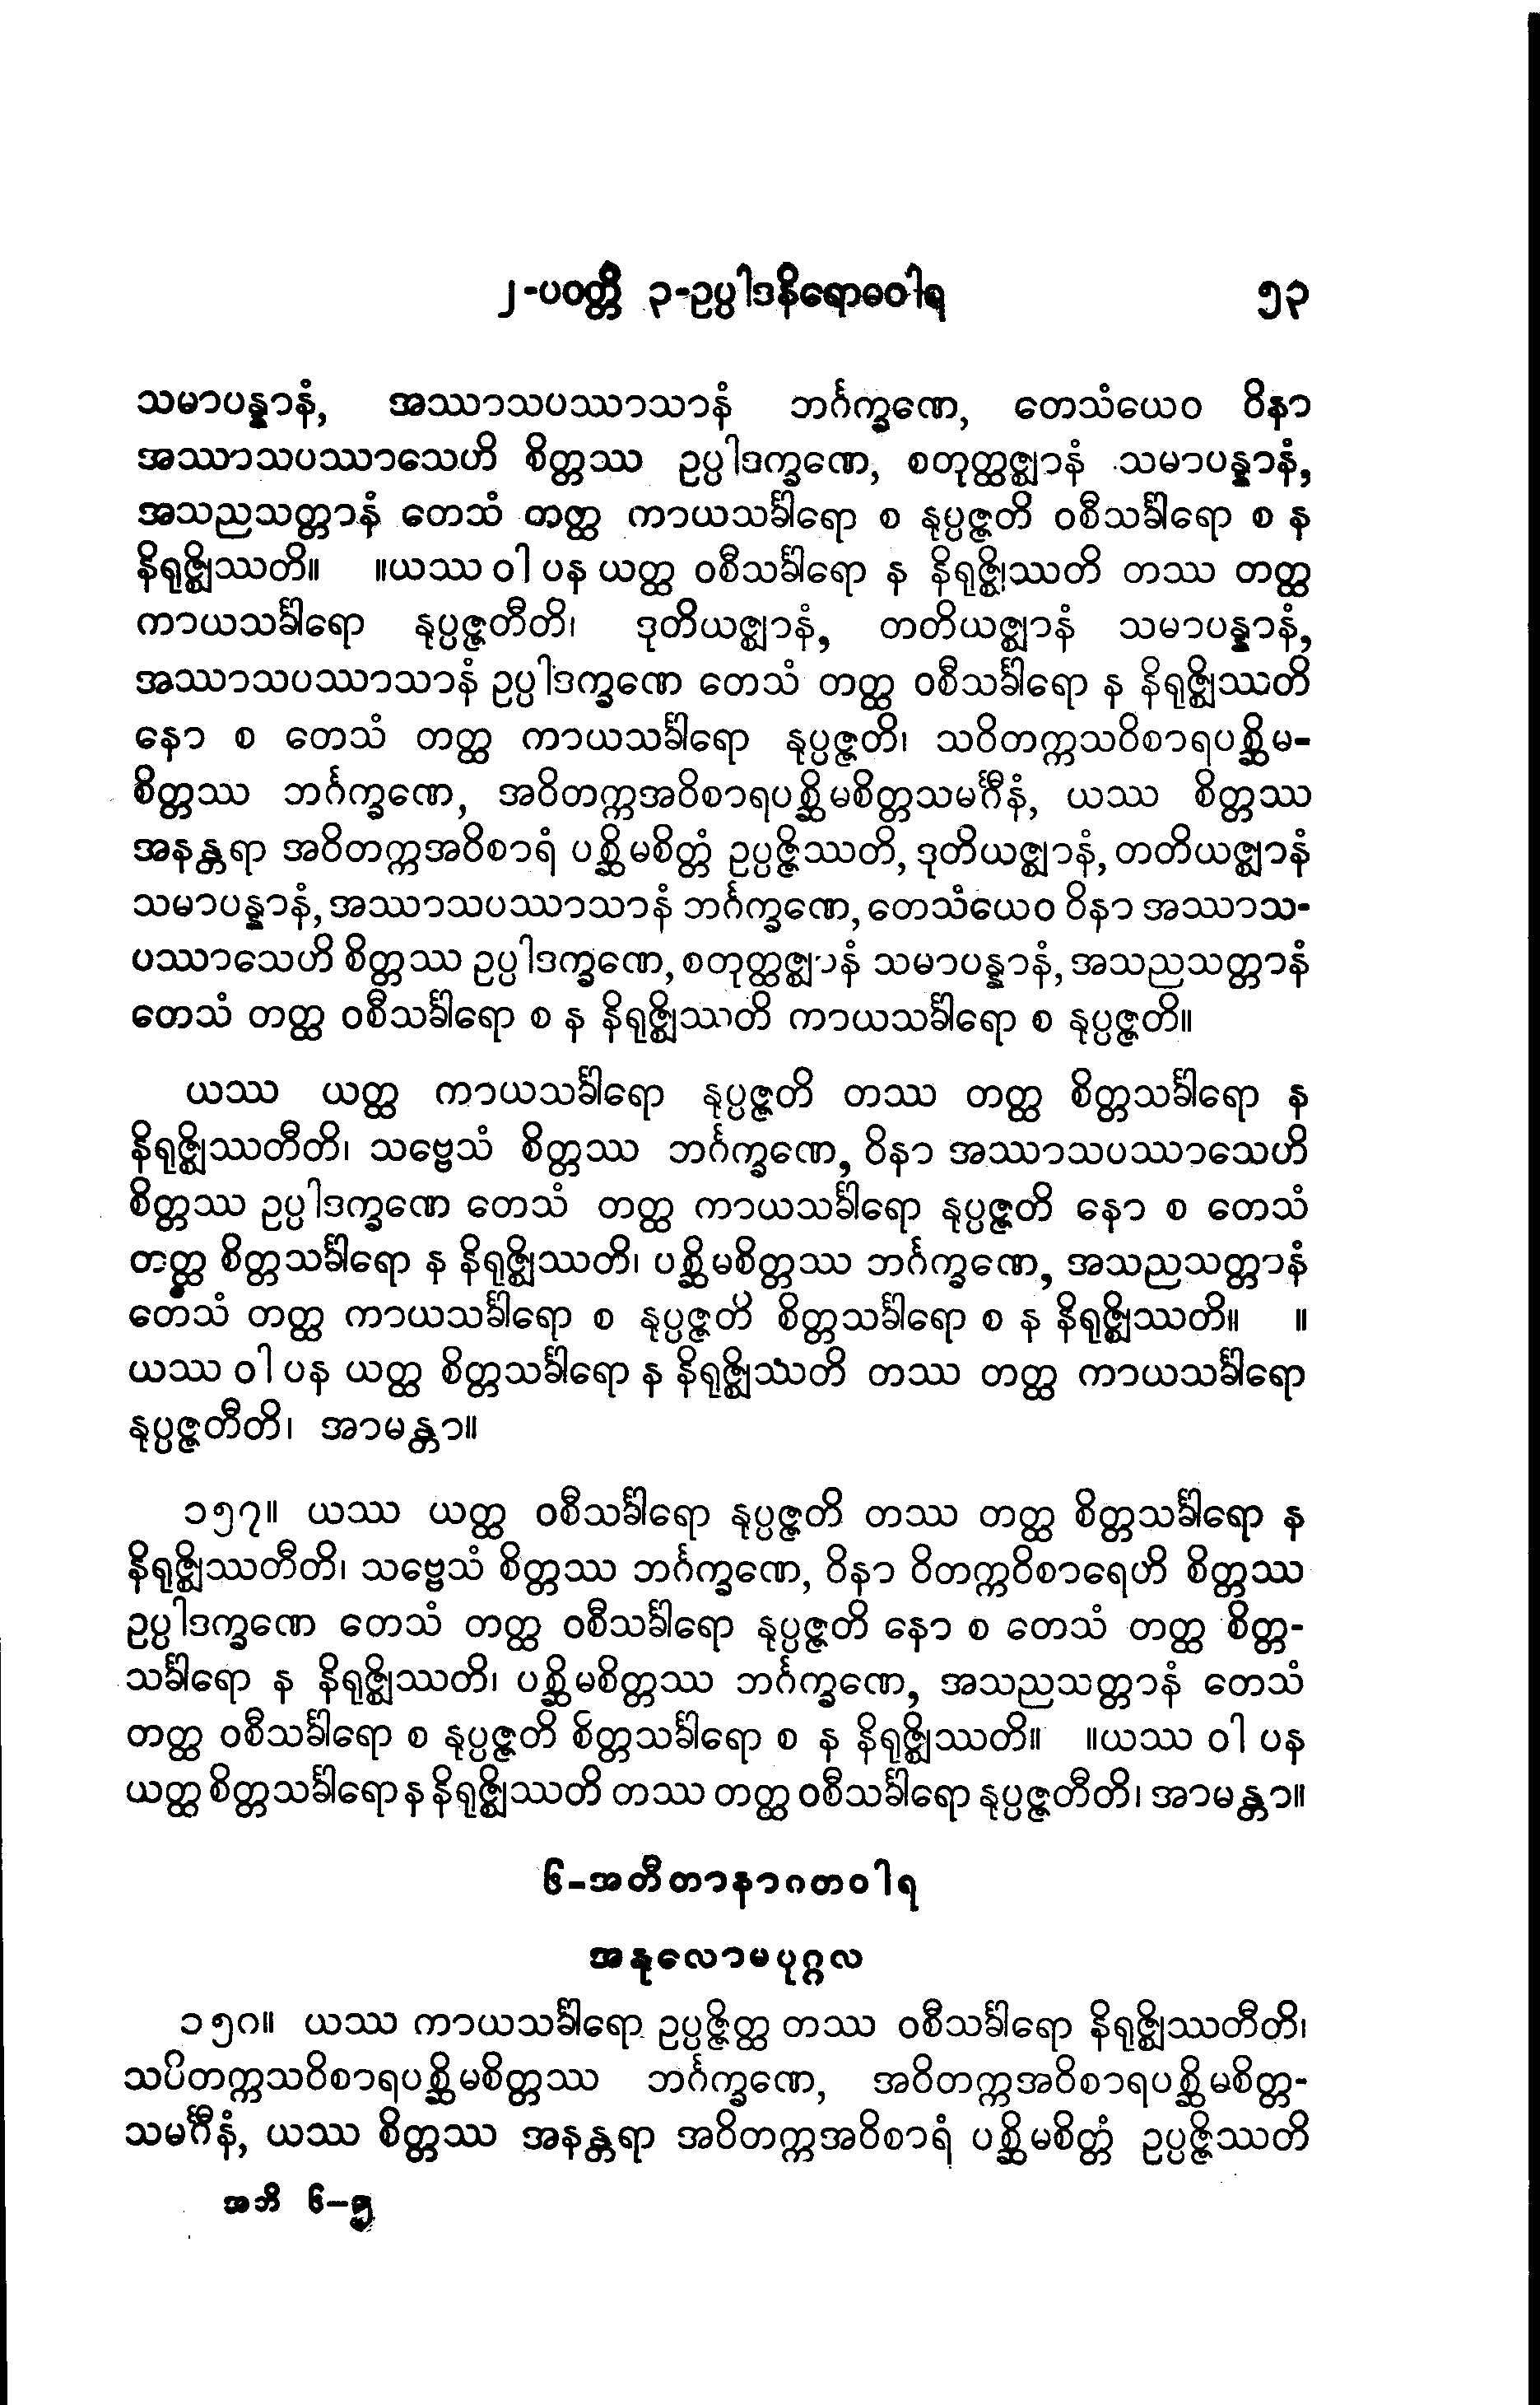 ၂-ပဝတ္တိ ၃-ဥပ္ပါဒနိရောဓဝါရ ၅၃
သမာပန္နာနံ, အဿာသပဿာသာနံ ဘင်္ဂက္ခဏေ, တေသံယေဝ ဝိနာ
အဿာသပဿာသေဟိ စိတ္တဿ ဥပ္ပါဒက္ခဏေ, စတုတ္ထဇ္ဈာနံ သမာပန္နာနံ,
အသညသတ္တာနံ တေသံ တတ္ထ ကာယသင်္ခါရော စ နုပ္ပဇ္ဇတိ ဝစီသင်္ခါရော စ န
နိရုဇ္ဈိဿတိ။ ။ယဿ ဝါ ပန ယတ္ထ ဝစီသင်္ခါရော န နိရုဇ္ဈိဿတိ တဿ တတ္ထ
ကာယသင်္ခါရော နုပ္ပဇ္ဇတီတိ၊ ဒုတိယဇ္ဈာနံ, တတိယဇ္ဈာနံ သမာပန္နာနံ,
အဿာသပဿာသာနံ ဥပ္ပါဒက္ခဏေ တေသံ တတ္ထ ဝစီသင်္ခါရော န နိရုဇ္ဈိဿတိ
နော စ တေသံ တတ္ထ ကာယသင်္ခါရော နုပ္ပဇ္ဇတိ၊ သဝိတက္ကသဝိစာရပစ္ဆိမ-
စိတ္တဿ ဘင်္ဂက္ခဏေ, အဝိတက္ကအဝိစာရပစ္ဆိမစိတ္တသမင်္ဂီနံ, ယဿ စိတ္တဿ
အနန္တရာ အဝိတက္ကအဝိစာရံ ပစ္ဆိမစိတ္တံ ဥပ္ပဇ္ဇိဿတိ, ဒုတိယဇ္ဈာနံ, တတိယဇ္ဈာနံ
သမာပန္နာနံ, အဿာသပဿာသာနံ ဘင်္ဂက္ခဏေ, တေသံယေဝ ဝိနာ အဿာသ-
ပဿာသေဟိ စိတ္တဿ ဥပ္ပါဒက္ခဏေ, စတုတ္ထဇ္ဈာနံ သမာပန္နာနံ, အသညသတ္တာနံ
တေသံ တတ္ထ ဝစီသင်္ခါရော စ န နိရုဇ္ဈိဿတိ ကာယသင်္ခါရော စ နုပ္ပဇ္ဇတိ။
ယဿ ယတ္ထ ကာယသင်္ခါရော နုပ္ပဇ္ဇတိ တဿ တတ္ထ စိတ္တသင်္ခါရော န
နိရုဇ္ဈိဿတီတိ၊ သဗ္ဗေသံ စိတ္တဿ ဘင်္ဂက္ခဏေ, ဝိနာ အဿာသပဿာသေဟိ
စိတ္တဿ ဥပ္ပါဒက္ခဏေ တေသံ တတ္ထ ကာယသင်္ခါရော နုပ္ပဇ္ဇတိ နော စ တေသံ
တတ္ထ စိတ္တသင်္ခါရော န နိရုဇ္ဈိဿတိ၊ ပစ္ဆိမစိတ္တဿ ဘင်္ဂက္ခဏေ, အသညသတ္တာနံ
တေသံ တတ္ထ ကာယသင်္ခါရော စ နုပ္ပဇ္ဇတိ စိတ္တသင်္ခါရော စ န နိရုဇ္ဈိဿတိ။ ။
ယဿ ဝါ ပန ယတ္ထ စိတ္တသင်္ခါရော န နိရုဇ္ဈိဿတိ တဿ တတ္ထ ကာယသင်္ခါရော
နုပ္ပဇ္ဇတီတိ၊ အာမန္တာ။
၁၅၇။ ယဿ ယတ္ထ ဝစီသင်္ခါရော နုပ္ပဇ္ဇတိ တဿ တတ္ထ စိတ္တသင်္ခါရော န
နိရုဇ္ဈိဿတီတိ၊ သဗ္ဗေသံ စိတ္တဿ ဘင်္ဂက္ခဏေ, ဝိနာ ဝိတက္ကဝိစာရေဟိ စိတ္တဿ
ဥပ္ပါဒက္ခဏေ တေသံ တတ္ထ ဝစီသင်္ခါရော နုပ္ပဇ္ဇတိ နော စ တေသံ တတ္ထ စိတ္တ-
သင်္ခါရော န နိရုဇ္ဈိဿတိ၊ ပစ္ဆိမစိတ္တဿ ဘင်္ဂက္ခဏေ, အသညသတ္တာနံ တေသံ
တတ္ထ ဝစီသင်္ခါရော စ နုပ္ပဇ္ဇတိ စိတ္တသင်္ခါရော စ န နိရုဇ္ဈိဿတိ။ ။ယဿ ဝါ ပန
ယတ္ထ စိတ္တသင်္ခါရော န နိရုဇ္ဈိဿတိ တဿ တတ္ထ ဝစီသင်္ခါရော နုပ္ပဇ္ဇတီတိ၊ အာမန္တာ။
၆-အတီတာနာဂတဝါရ
အနုလောမပုဂ္ဂလ
၁၅၈။ ယဿ ကာယသင်္ခါရော ဥပ္ပဇ္ဇိတ္ထ တဿ ဝစီသင်္ခါရော နိရုဇ္ဈိဿတီတိ၊
သဝိတက္ကသဝိစာရပစ္ဆိမစိတ္တဿ ဘင်္ဂက္ခဏေ, အဝိတက္ကအဝိစာရပစ္ဆိမစိတ္တ-
သမင်္ဂီနံ, ယဿ စိတ္တဿ အနန္တရာ အဝိတက္ကအဝိစာရံ ပစ္ဆိမစိတ္တံ ဥပ္ပဇ္ဇိဿတိ
အဘိ ၆-၅